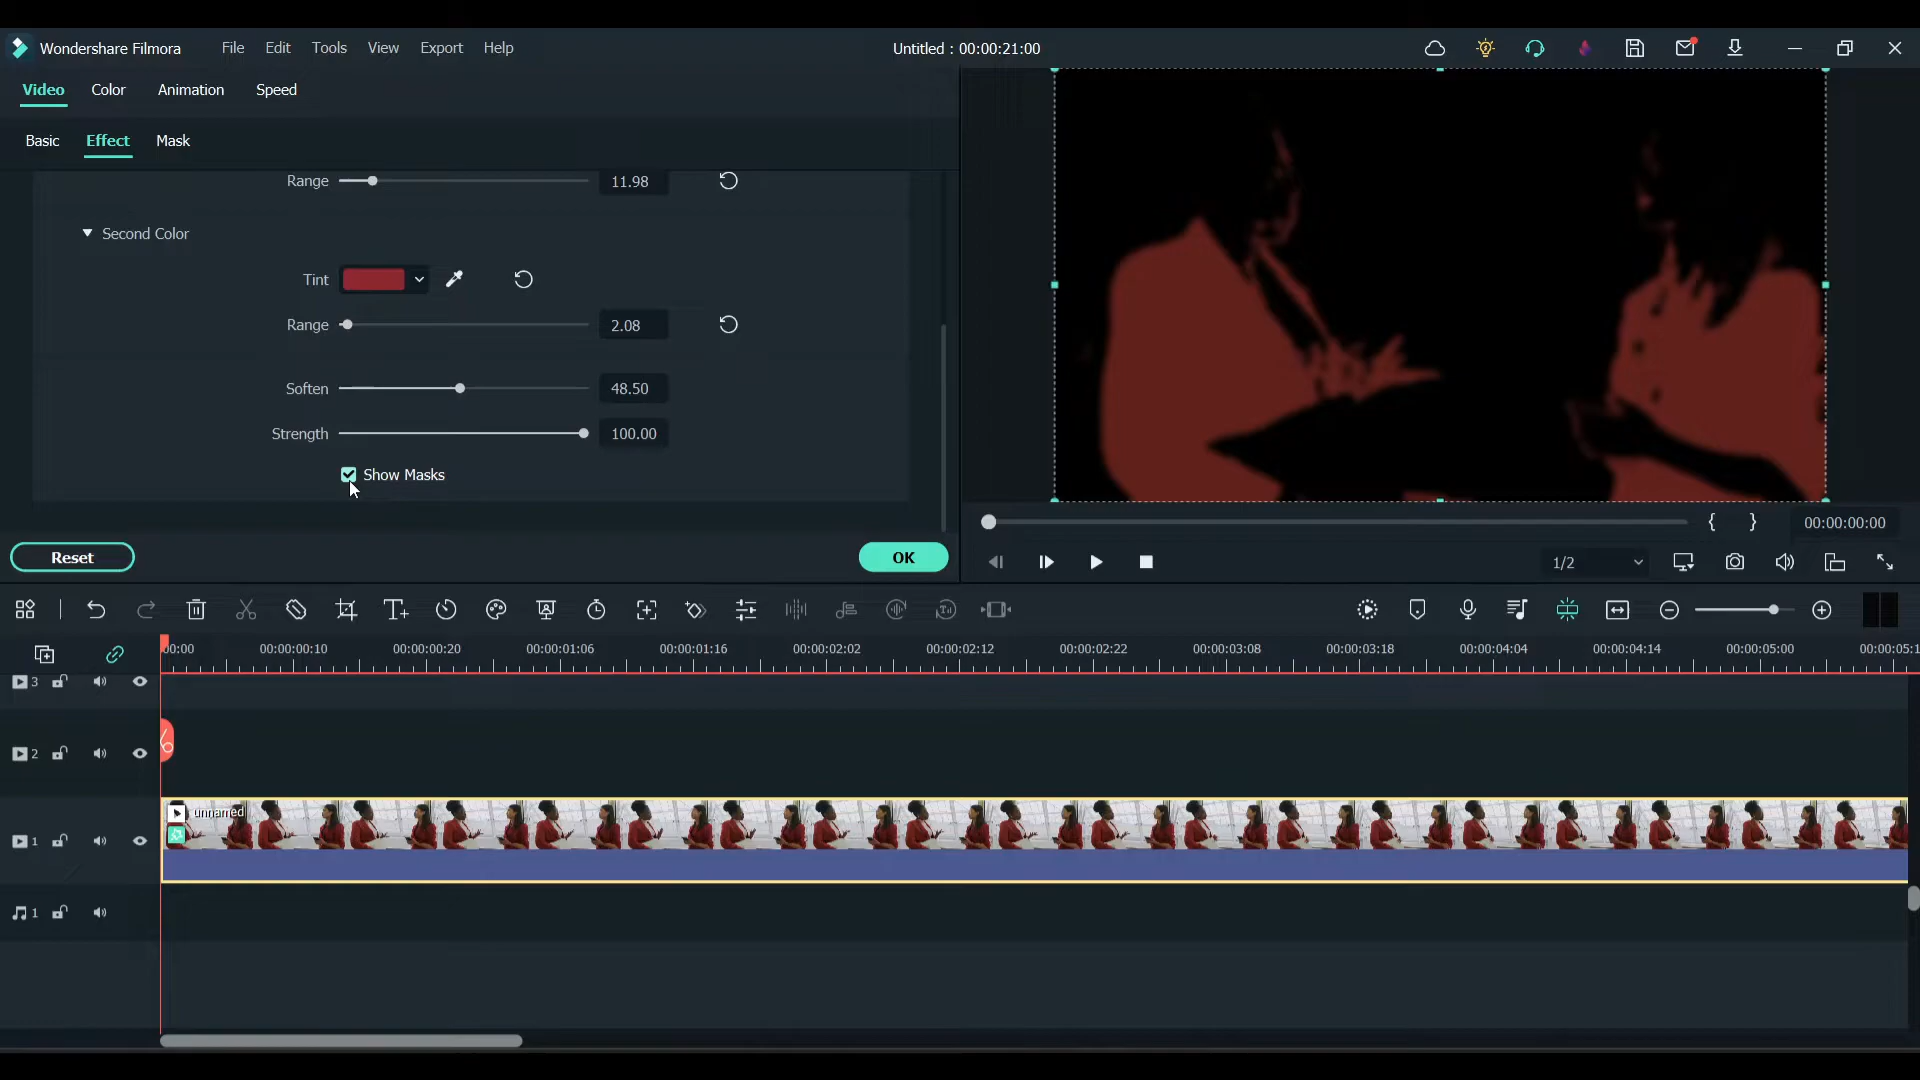 Wondershare Filmora File Edit Tools View Export Help Untitled : 00:00:21:00
Video Color Animation Speed
Basic Effect Mask
Range 11.98
Second Color
Tint
Range 2.08
Soften 48.50
Strength 100.00
Show Masks
00:00:00:00
Reset OK
1/2
00:00 00:00:00:10 00:00:00:20 00:00:01:06 00:00:01:16 00:00:02:02 00:00:02:12 00:00:02:22 00:00:03:08 00:00:03:18 00:00:04:04 00:00:04:14 00:00:05:00 00:00:05:1
3
2
unnamed
1
1